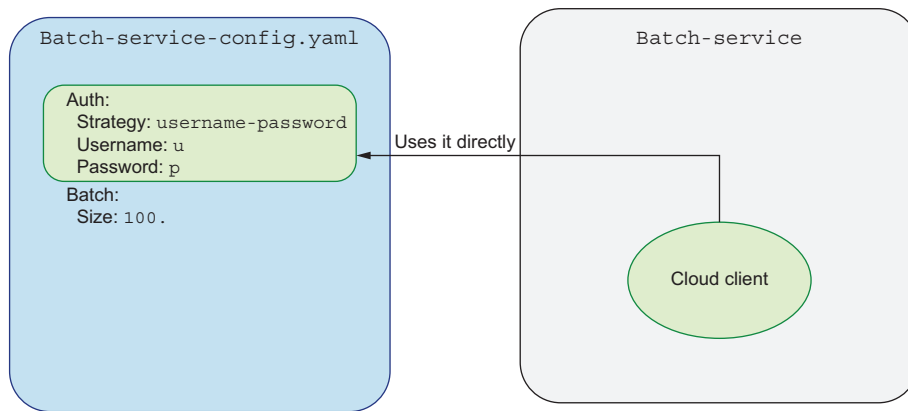 Batch-service-config.yaml
Auth:
Strategy: username-password
Username: u
Password: p
Batch:
Size: 100.
Uses it directly
Batch-service
Cloud client